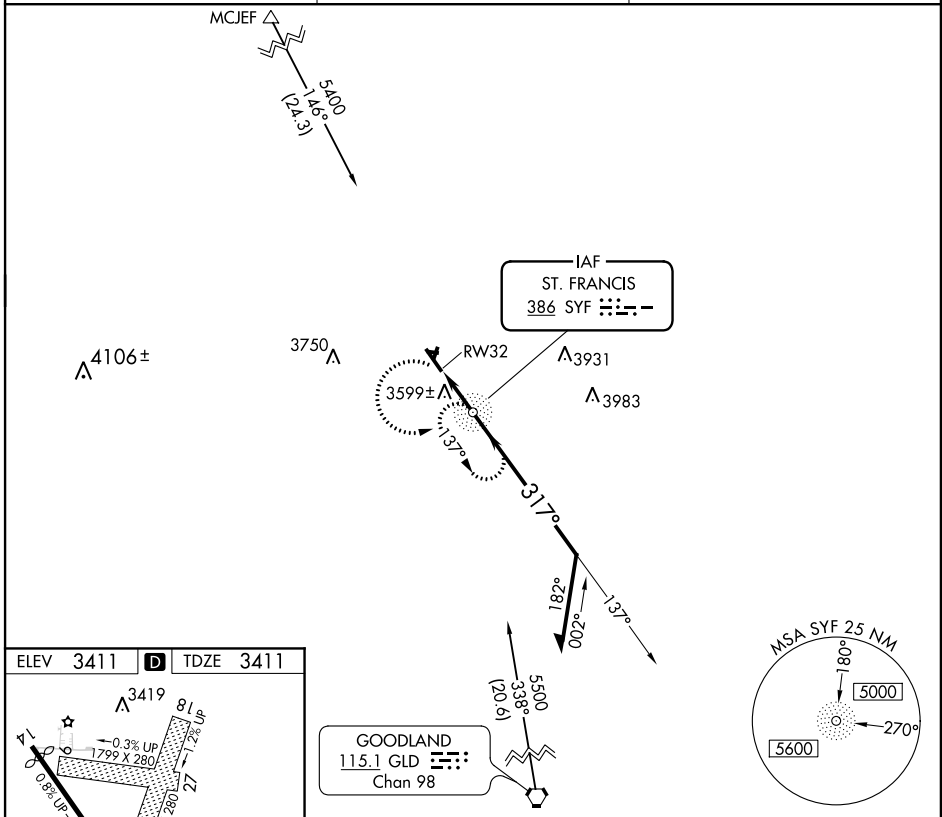 MCJEF
5400
146°
(24.3)
IAF
ST. FRANCIS
386 SYF
4106±
3750
RW32
3931
3599±
3983
137°
317°
182°
002°
137°
MSA SYF 25 NM
180°
5000
270°
5600
5500
338°
(20.6)
GOODLAND
115.1 GLD
Chan 98
ELEV 3411 D TDZE 3411
3419
18
1.2% UP
14
9
0.3% UP
1799 X 280
27
280
0.8% UP